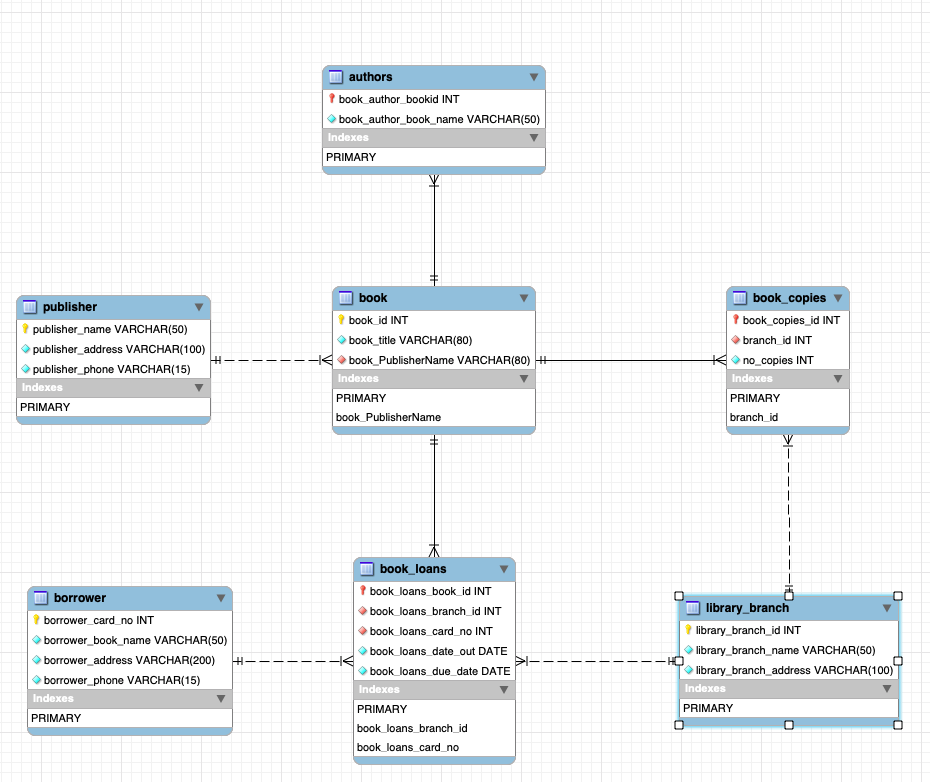 authors
book_author_bookid INT
book_author_book_name VARCHAR(50)
Indexes
PRIMARY
publisher
publisher_name VARCHAR(50)
publisher_address VARCHAR(100)
publisher_phone VARCHAR(15)
Indexes
PRIMARY
book
book_id INT
book_title VARCHAR(80)
book_PublisherName VARCHAR(80)
Indexes
PRIMARY
book_PublisherName
book_copies
book_copies_id INT
branch_id INT
no_copies INT
Indexes
PRIMARY
branch_id
borrower
borrower_card_no INT
borrower_book_name VARCHAR(50)
borrower_address VARCHAR(200)
borrower_phone VARCHAR(15)
Indexes
PRIMARY
book_loans
book_loans_book_id INT
book_loans_branch_id INT
book_loans_card_no INT
book_loans_date_out DATE
book_loans_due_date DATE
Indexes
PRIMARY
book_loans_branch_id
book_loans_card_no
library_branch
library_branch_id INT
library_branch_name VARCHAR(50)
library_branch_address VARCHAR(100)
Indexes
PRIMARY